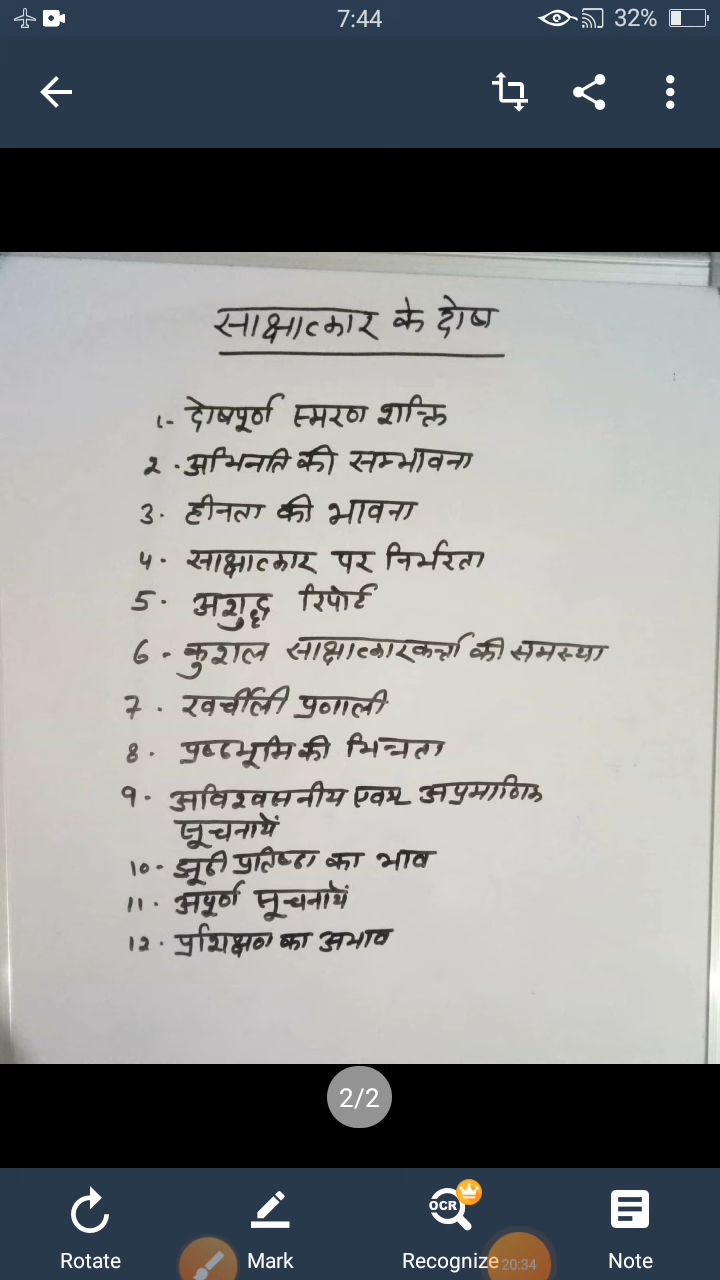 7:44
32%
साक्षात्कार के दोष
1- दोषपूर्ण स्मरण शक्ति
2. अभिनति की सम्भावना
3. हीनता की भावना
4. साक्षात्कार पर निर्भरता
5. अशुद्ध रिपोर्ट
6. कुशल साक्षात्कारकर्त्ता की समस्या
7. खर्चीली प्रणाली
8. प्रष्ठभूमि की भिन्नता
9. अविश्वसनीय एवम अप्रमाणिक
सूचनायें
10- झूठी प्रतिष्ठा का भाव
11. अपूर्ण सूचनायें
12. प्रशिक्षण का अभाव
2/2
OCR
Rotate Mark Recognize 20:34 Note